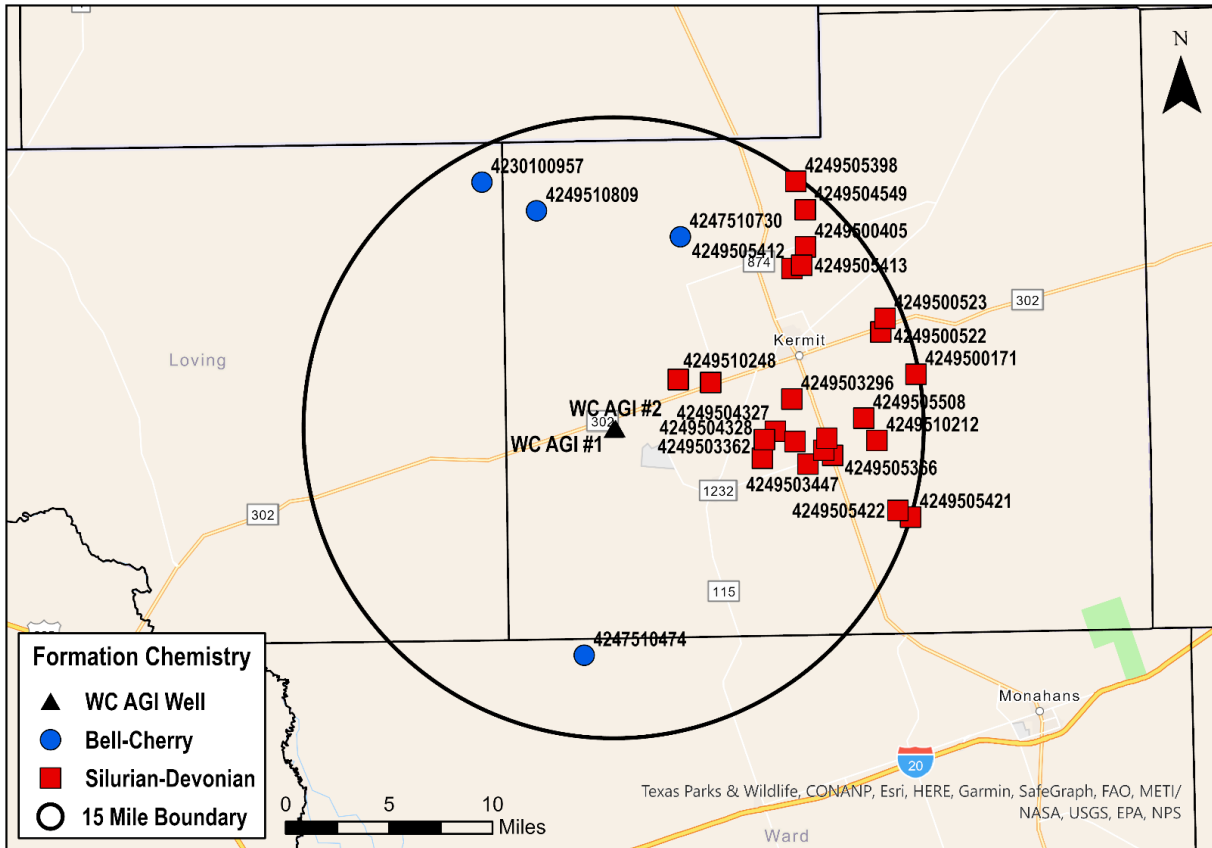 N
4230100957
4249505398
4249510809
4249504549
4247510730
4249500405
4249505412
874
4249505413
4249500523
302
4249500522
Kermit
Loving
4249510248
4249500171
4249503296
WC AGI #2
4249504327
4249505508
302
4249504328
4249510212
WC AGI #1
4249503362
4249505366
4249503447
1232
302
4249505422
4249505421
115
4247510474
Formation Chemistry
WC AGI Well
Bell-Cherry
Silurian-Devonian
15 Mile Boundary
0 5 10
Miles
Monahans
20
Ward
Texas Parks & Wildlife, CONANP, Esri, HERE, Garmin, SafeGraph, FAO, METI/
NASA, USGS, EPA, NPS